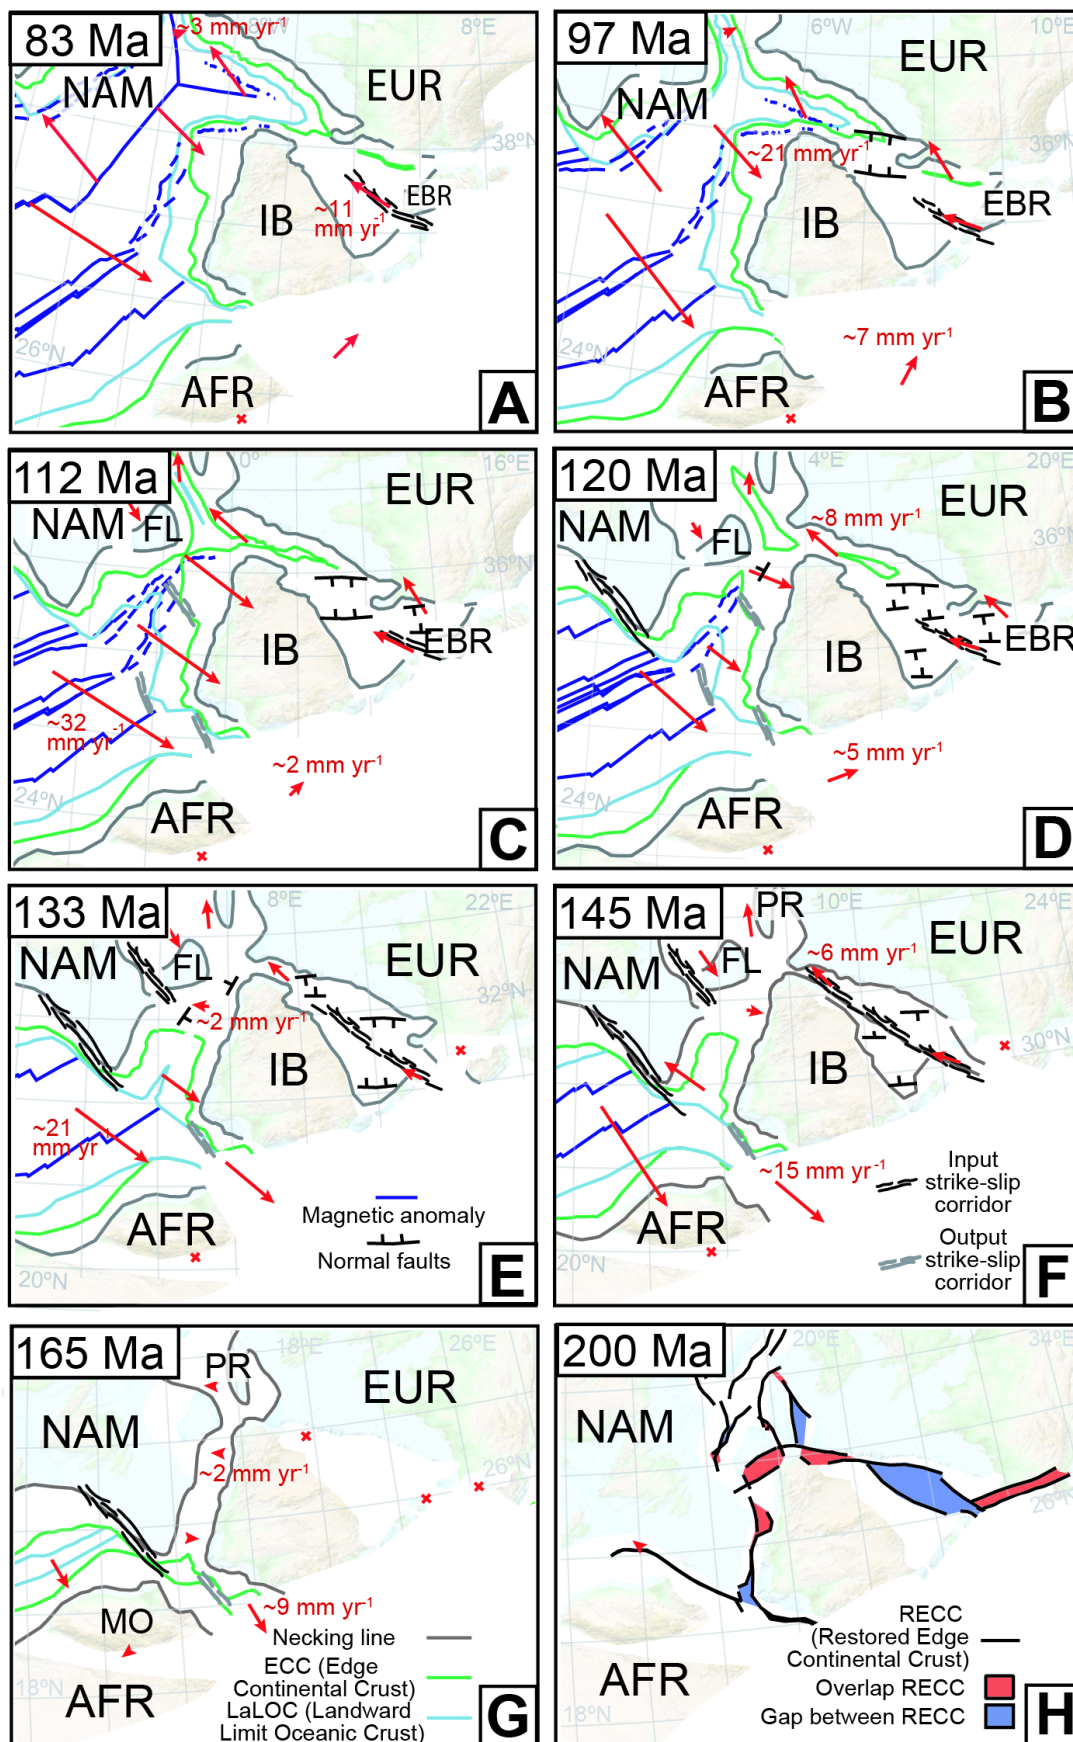 83 Ma
~3 mm yr-1
8°E
NAM
EUR
38°N
IB
~11
mm yr-1
EBR
26°N
AFR
A
97 Ma
6°W
10°E
NAM
EUR
~21 mm yr-1
36°N
IB
EBR
24°N
~7 mm yr-1
AFR
B
112 Ma
0°
16°E
NAM
FL
EUR
36°N
IB
EBR
~32
mm yr-1
~2 mm yr-1
24°N
AFR
C
120 Ma
4°E
20°E
NAM
FL
~8 mm yr-1
EUR
36°N
IB
EBR
~5 mm yr-1
24°N
AFR
D
133 Ma
8°E
22°E
NAM
FL
EUR
32°N
~2 mm yr-1
IB
~21
mm yr-1
AFR
Magnetic anomaly
Normal faults
20°N
E
145 Ma
PR
10°E
24°E
NAM
FL
~6 mm yr-1
EUR
30°N
IB
~15 mm yr-1
Input
strike-slip
corridor
AFR
Output
strike-slip
corridor
20°N
F
165 Ma
PR
18°E
26°E
NAM
EUR
~2 mm yr-1
26°N
MO
~9 mm yr-1
Necking line
ECC (Edge
Continental Crust)
LaLOC (Landward
Limit Oceanic Crust)
18°N
AFR
G
200 Ma
20°E
34°E
NAM
26°N
RECC
(Restored Edge
Continental Crust)
AFR
Overlap RECC
Gap between RECC
18°N
H